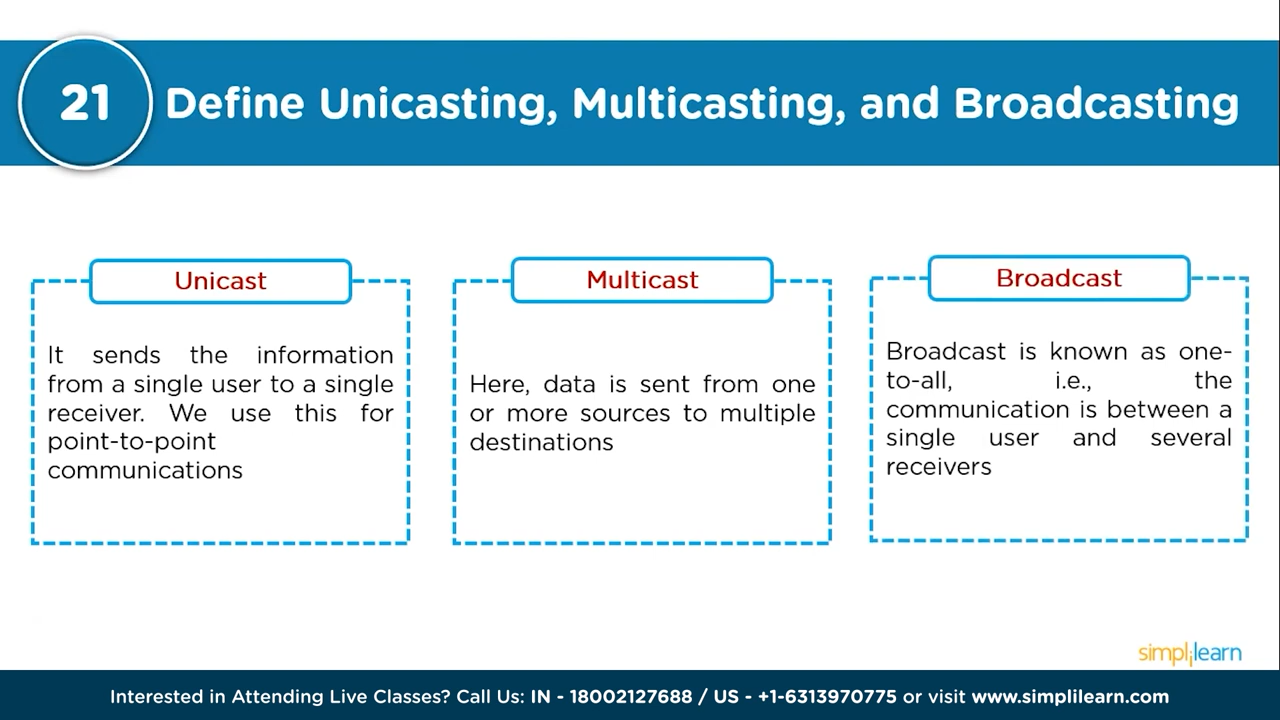 21
Define Unicasting, Multicasting, and Broadcasting
Unicast
It sends the information
from a single user to a single
receiver. We use this for
point-to-point
communications
Multicast
Here, data is sent from one
or more sources to multiple
destinations
Broadcast
Broadcast is known as one-
to-all, i.e., the
communication is between a
single user and several
receivers
simplilearn
Interested in Attending Live Classes? Call Us: IN - 18002127688 / US - +1-6313970775 or visit www.simplilearn.com